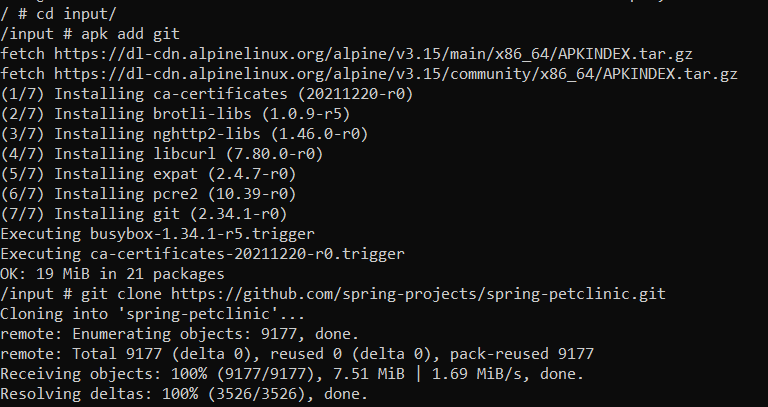 / # cd input/
/input # apk add git
fetch https://dl-cdn.alpinelinux.org/alpine/v3.15/main/x86_64/APKINDEX.tar.gz
fetch https://dl-cdn.alpinelinux.org/alpine/v3.15/community/x86_64/APKINDEX.tar.gz
(1/7) Installing ca-certificates (20211220-r0)
(2/7) Installing brotli-libs (1.0.9-r5)
(3/7) Installing nghttp2-libs (1.46.0-r0)
(4/7) Installing libcurl (7.80.0-r0)
(5/7) Installing expat (2.4.7-r0)
(6/7) Installing pcre2 (10.39-r0)
(7/7) Installing git (2.34.1-r0)
Executing busybox-1.34.1-r5.trigger
Executing ca-certificates-20211220-r0.trigger
OK: 19 MiB in 21 packages
/input # git clone https://github.com/spring-projects/spring-petclinic.git
Cloning into 'spring-petclinic'...
remote: Enumerating objects: 9177, done.
remote: Total 9177 (delta 0), reused 0 (delta 0), pack-reused 9177
Receiving objects: 100% (9177/9177), 7.51 MiB | 1.69 MiB/s, done.
Resolving deltas: 100% (3526/3526), done.